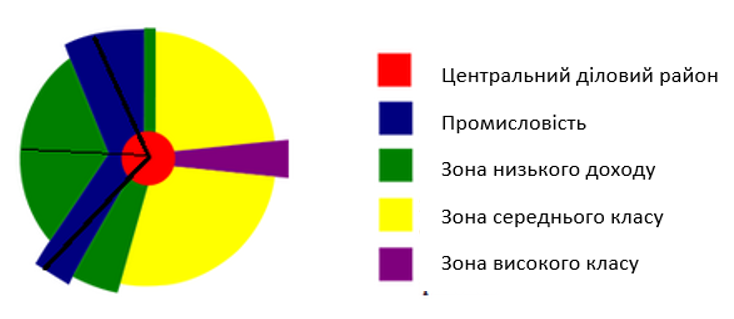 Центральний діловий район
Промисловість
Зона низького доходу
Зона середнього класу
Зона високого класу